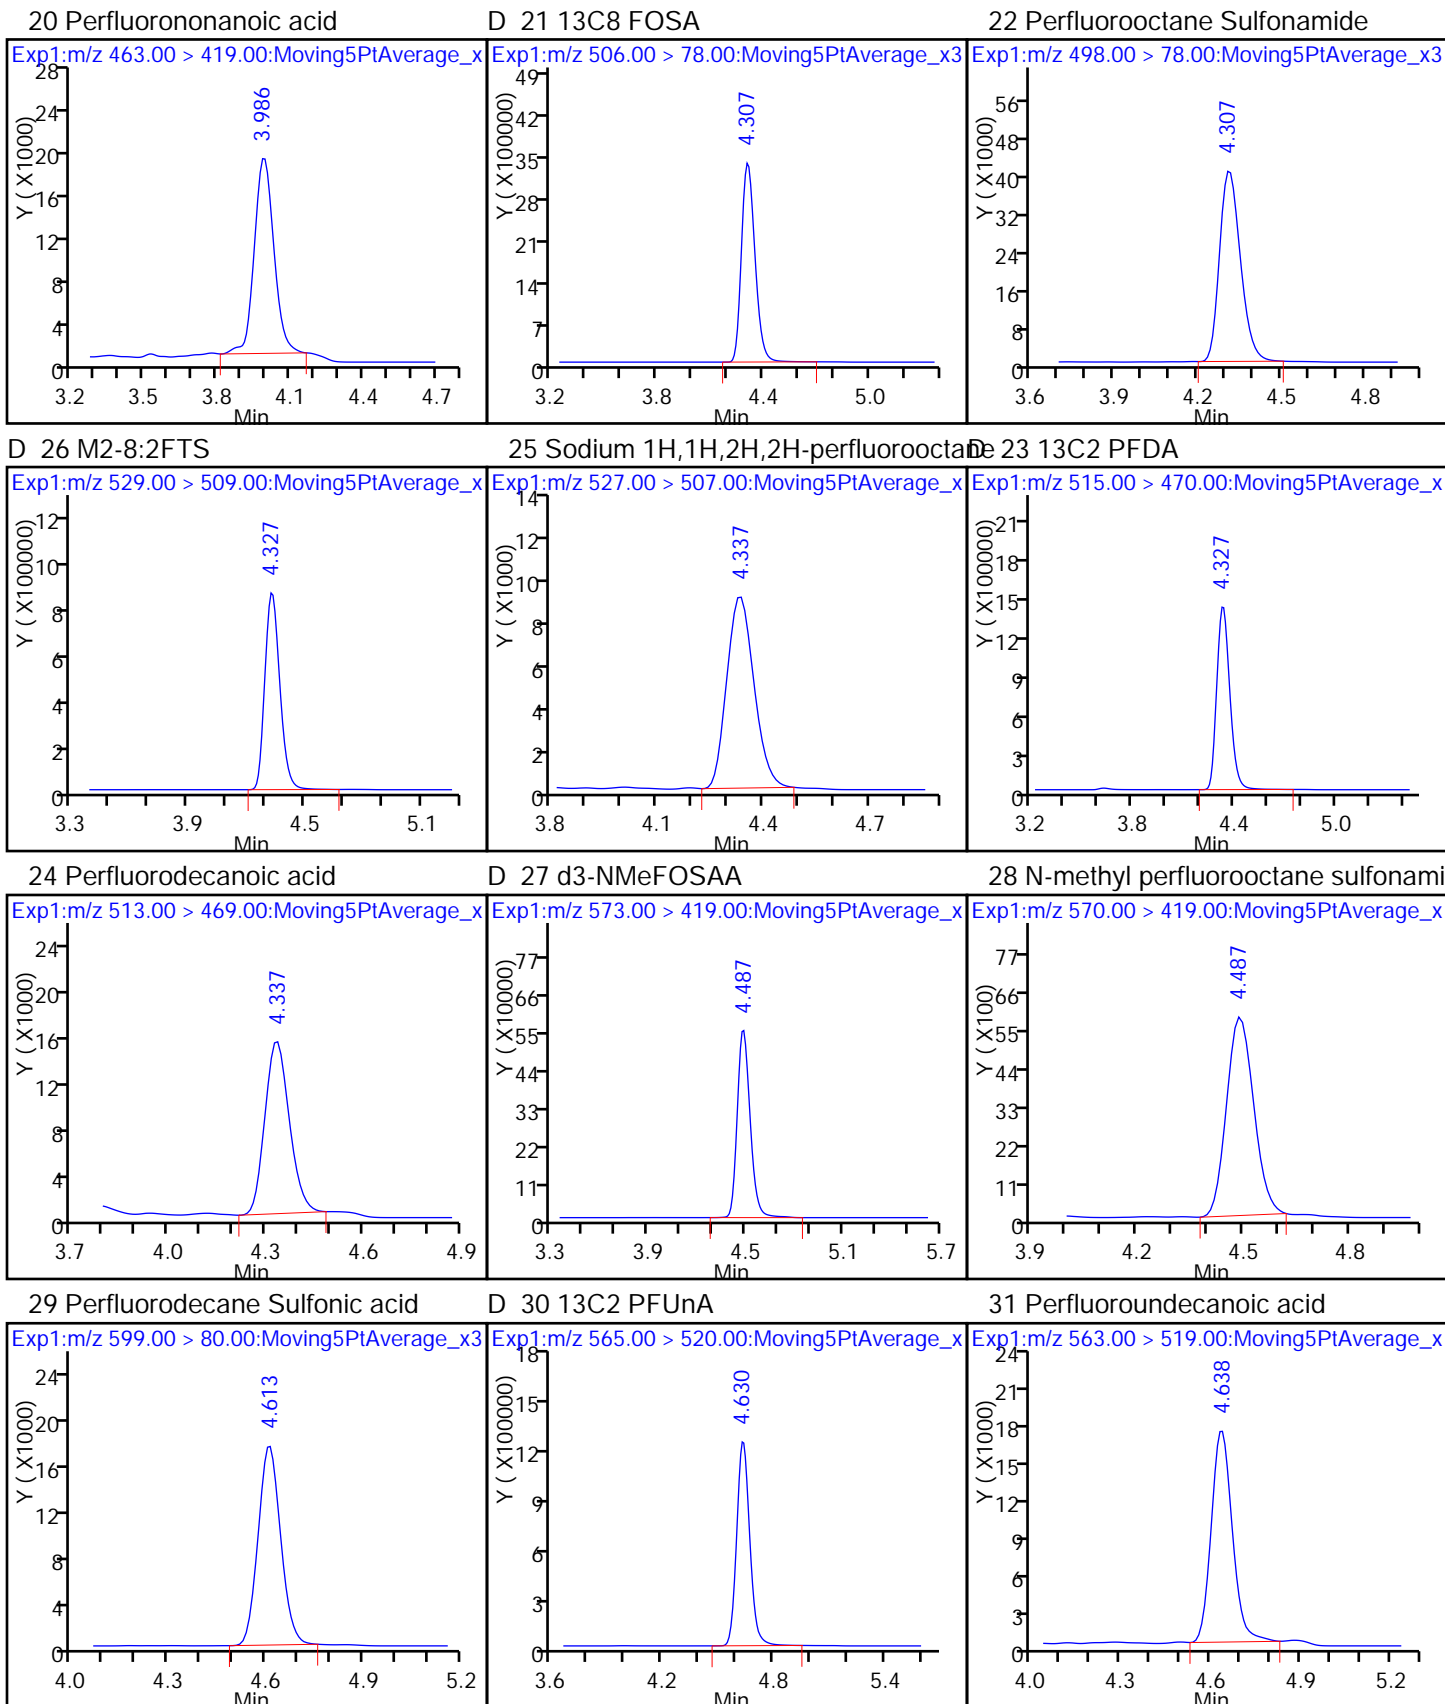 20 Perfluorononanoic acid
Exp1:m/z 463.00 > 419.00:Moving5PtAverage_x
Y ( X1000)
28
24
20
16
12
8
4
0
3.986
3.2 3.5 3.8 4.1 4.4 4.7
Min
D 21 13C8 FOSA
Exp1:m/z 506.00 > 78.00:Moving5PtAverage_x3
Y ( X100000)
49
42
35
28
21
14
7
0
4.307
3.2 3.8 4.4 5.0
Min
22 Perfluorooctane Sulfonamide
Exp1:m/z 498.00 > 78.00:Moving5PtAverage_x3
Y ( X1000)
56
48
40
32
24
16
8
0
4.307
3.6 3.9 4.2 4.5 4.8
Min
D 26 M2-8:2FTS
Exp1:m/z 529.00 > 509.00:Moving5PtAverage_x
Y ( X100000)
12
10
8
6
4
2
0
4.327
3.3 3.9 4.5 5.1
Min
25 Sodium 1H,1H,2H,2H-perfluorooctane
Exp1:m/z 527.00 > 507.00:Moving5PtAverage_x
Y ( X1000)
14
12
10
8
6
4
2
0
4.337
3.8 4.1 4.4 4.7
Min
D 23 13C2 PFDA
Exp1:m/z 515.00 > 470.00:Moving5PtAverage_x
Y ( X100000)
21
18
15
12
9
6
3
0
4.327
3.2 3.8 4.4 5.0
Min
24 Perfluorodecanoic acid
Exp1:m/z 513.00 > 469.00:Moving5PtAverage_x
Y ( X1000)
24
20
16
12
8
4
0
4.337
3.7 4.0 4.3 4.6 4.9
Min
D 27 d3-NMeFOSAA
Exp1:m/z 573.00 > 419.00:Moving5PtAverage_x
Y ( X10000)
77
66
55
44
33
22
11
0
4.487
3.3 3.9 4.5 5.1 5.7
Min
28 N-methyl perfluorooctane sulfonami
Exp1:m/z 570.00 > 419.00:Moving5PtAverage_x
Y ( X100)
77
66
55
44
33
22
11
0
4.487
3.9 4.2 4.5 4.8
Min
29 Perfluorodecane Sulfonic acid
Exp1:m/z 599.00 > 80.00:Moving5PtAverage_x3
Y ( X1000)
24
20
16
12
8
4
0
4.613
4.0 4.3 4.6 4.9 5.2
Min
D 30 13C2 PFUnA
Exp1:m/z 565.00 > 520.00:Moving5PtAverage_x
Y ( X100000)
18
15
12
9
6
3
0
4.630
3.6 4.2 4.8 5.4
Min
31 Perfluoroundecanoic acid
Exp1:m/z 563.00 > 519.00:Moving5PtAverage_x
Y ( X1000)
24
21
18
15
12
9
6
3
0
4.638
4.0 4.3 4.6 4.9 5.2
Min